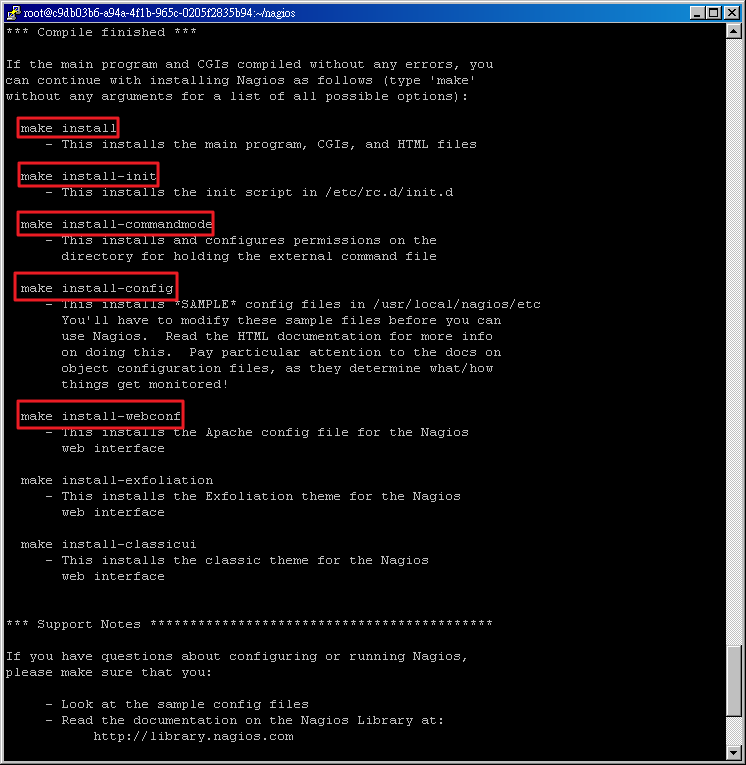 root@c9db03b6-a94a-4f1b-965c-0205f2835b94:~/nagios
*** Compile finished ***
If the main program and CGIs compiled without any errors, you
can continue with installing Nagios as follows (type 'make'
without any arguments for a list of all possible options):
make install
- This installs the main program, CGIs, and HTML files
make install-init
- This installs the init script in /etc/rc.d/init.d
make install-commandmode
- This installs and configures permissions on the
directory for holding the external command file
make install-config
- This installs *SAMPLE* config files in /usr/local/nagios/etc
You'll have to modify these sample files before you can
use Nagios.  Read the HTML documentation for more info
on doing this.  Pay particular attention to the docs on
object configuration files, as they determine what/how
things get monitored!
make install-webconf
- This installs the Apache config file for the Nagios
web interface
make install-exfoliation
- This installs the Exfoliation theme for the Nagios
web interface
make install-classicui
- This installs the classic theme for the Nagios
web interface
*** Support Notes *******************************************
If you have questions about configuring or running Nagios,
please make sure that you:
- Look at the sample config files
- Read the documentation on the Nagios Library at:
http://library.nagios.com